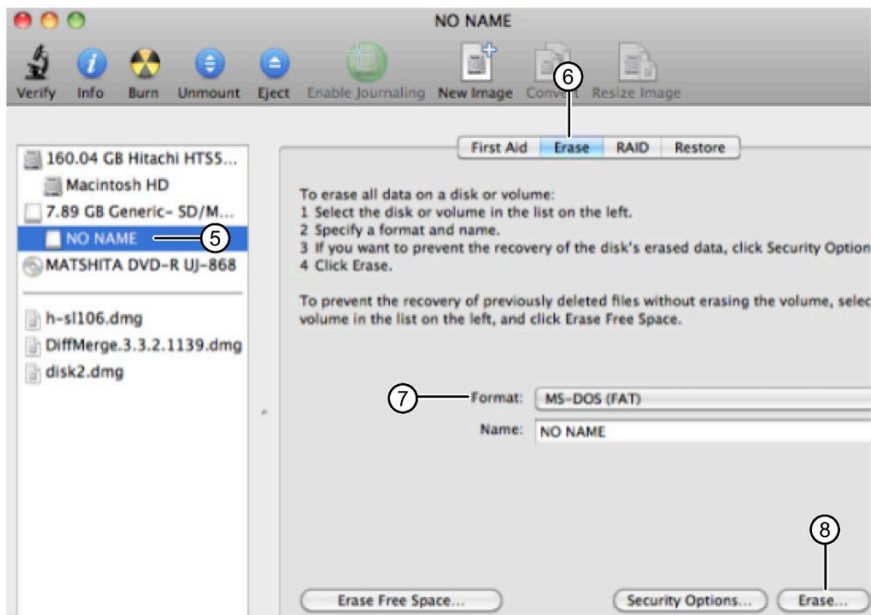 NO NAME
Verify Info Burn Unmount Eject Enable Journaling New Image Convert Resize Image
6
First Aid Erase RAID Restore
160.04 GB Hitachi HTS5...
Macintosh HD
7.89 GB Generic- SD/M...
NO NAME 5
MATSHITA DVD-R UJ-868
h-sl106.dmg
DiffMerge.3.3.2.1139.dmg
disk2.dmg
To erase all data on a disk or volume:
1 Select the disk or volume in the list on the left.
2 Specify a format and name.
3 If you want to prevent the recovery of the disk's erased data, click Security Option
4 Click Erase.
To prevent the recovery of previously deleted files without erasing the volume, selec
volume in the list on the left, and click Erase Free Space.
7 Format: MS-DOS (FAT)
Name: NO NAME
8
Erase Free Space... Security Options... Erase...